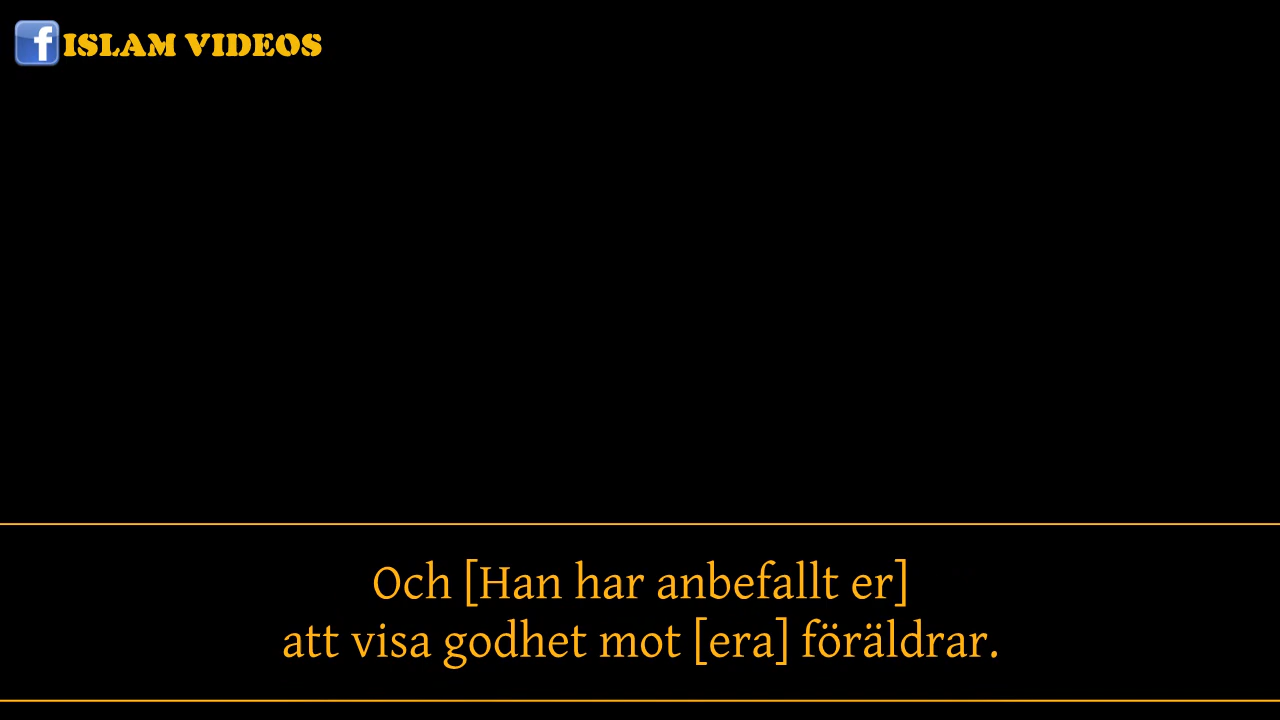 f ISLAM VIDEOS
Och [Han har anbefallt er]
att visa godhet mot [era] föräldrar.